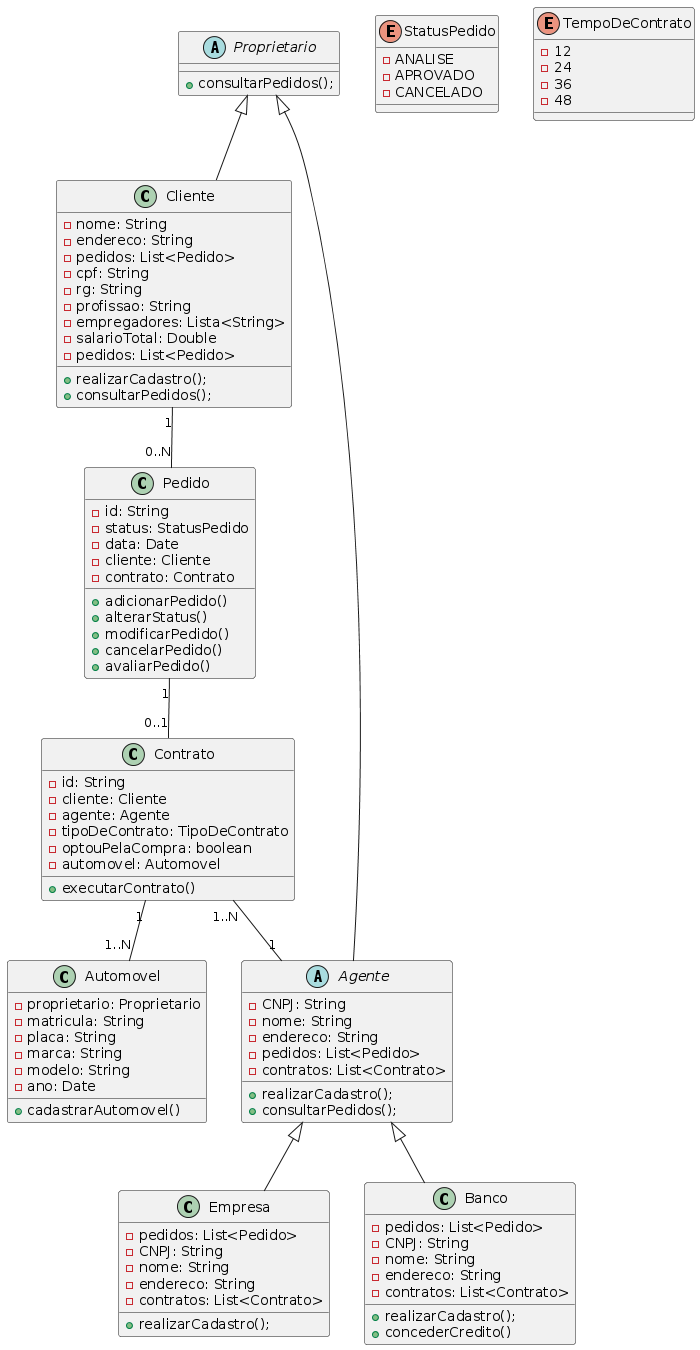 A Proprietario
consultarPedidos();
E StatusPedido
ANALISE
APROVADO
CANCELADO
E TempoDeContrato
12
24
36
48
C Cliente
nome: String
endereco: String
pedidos: List<Pedido>
cpf: String
rg: String
profissao: String
empregadores: Lista<String>
salarioTotal: Double
pedidos: List<Pedido>
realizarCadastro();
consultarPedidos();
1
0..N
C Pedido
id: String
status: StatusPedido
data: Date
cliente: Cliente
contrato: Contrato
adicionarPedido()
alterarStatus()
modificarPedido()
cancelarPedido()
avaliarPedido()
1
0..1
C Contrato
id: String
cliente: Cliente
agente: Agente
tipoDeContrato: TipoDeContrato
optouPelaCompra: boolean
automovel: Automovel
executarContrato()
1
1..N
1..N
1
C Automovel
proprietario: Proprietario
matricula: String
placa: String
marca: String
modelo: String
ano: Date
cadastrarAutomovel()
A Agente
CNPJ: String
nome: String
endereco: String
pedidos: List<Pedido>
contratos: List<Contrato>
realizarCadastro();
consultarPedidos();
C Empresa
pedidos: List<Pedido>
CNPJ: String
nome: String
endereco: String
contratos: List<Contrato>
realizarCadastro();
C Banco
pedidos: List<Pedido>
CNPJ: String
nome: String
endereco: String
contratos: List<Contrato>
realizarCadastro();
concederCredito()